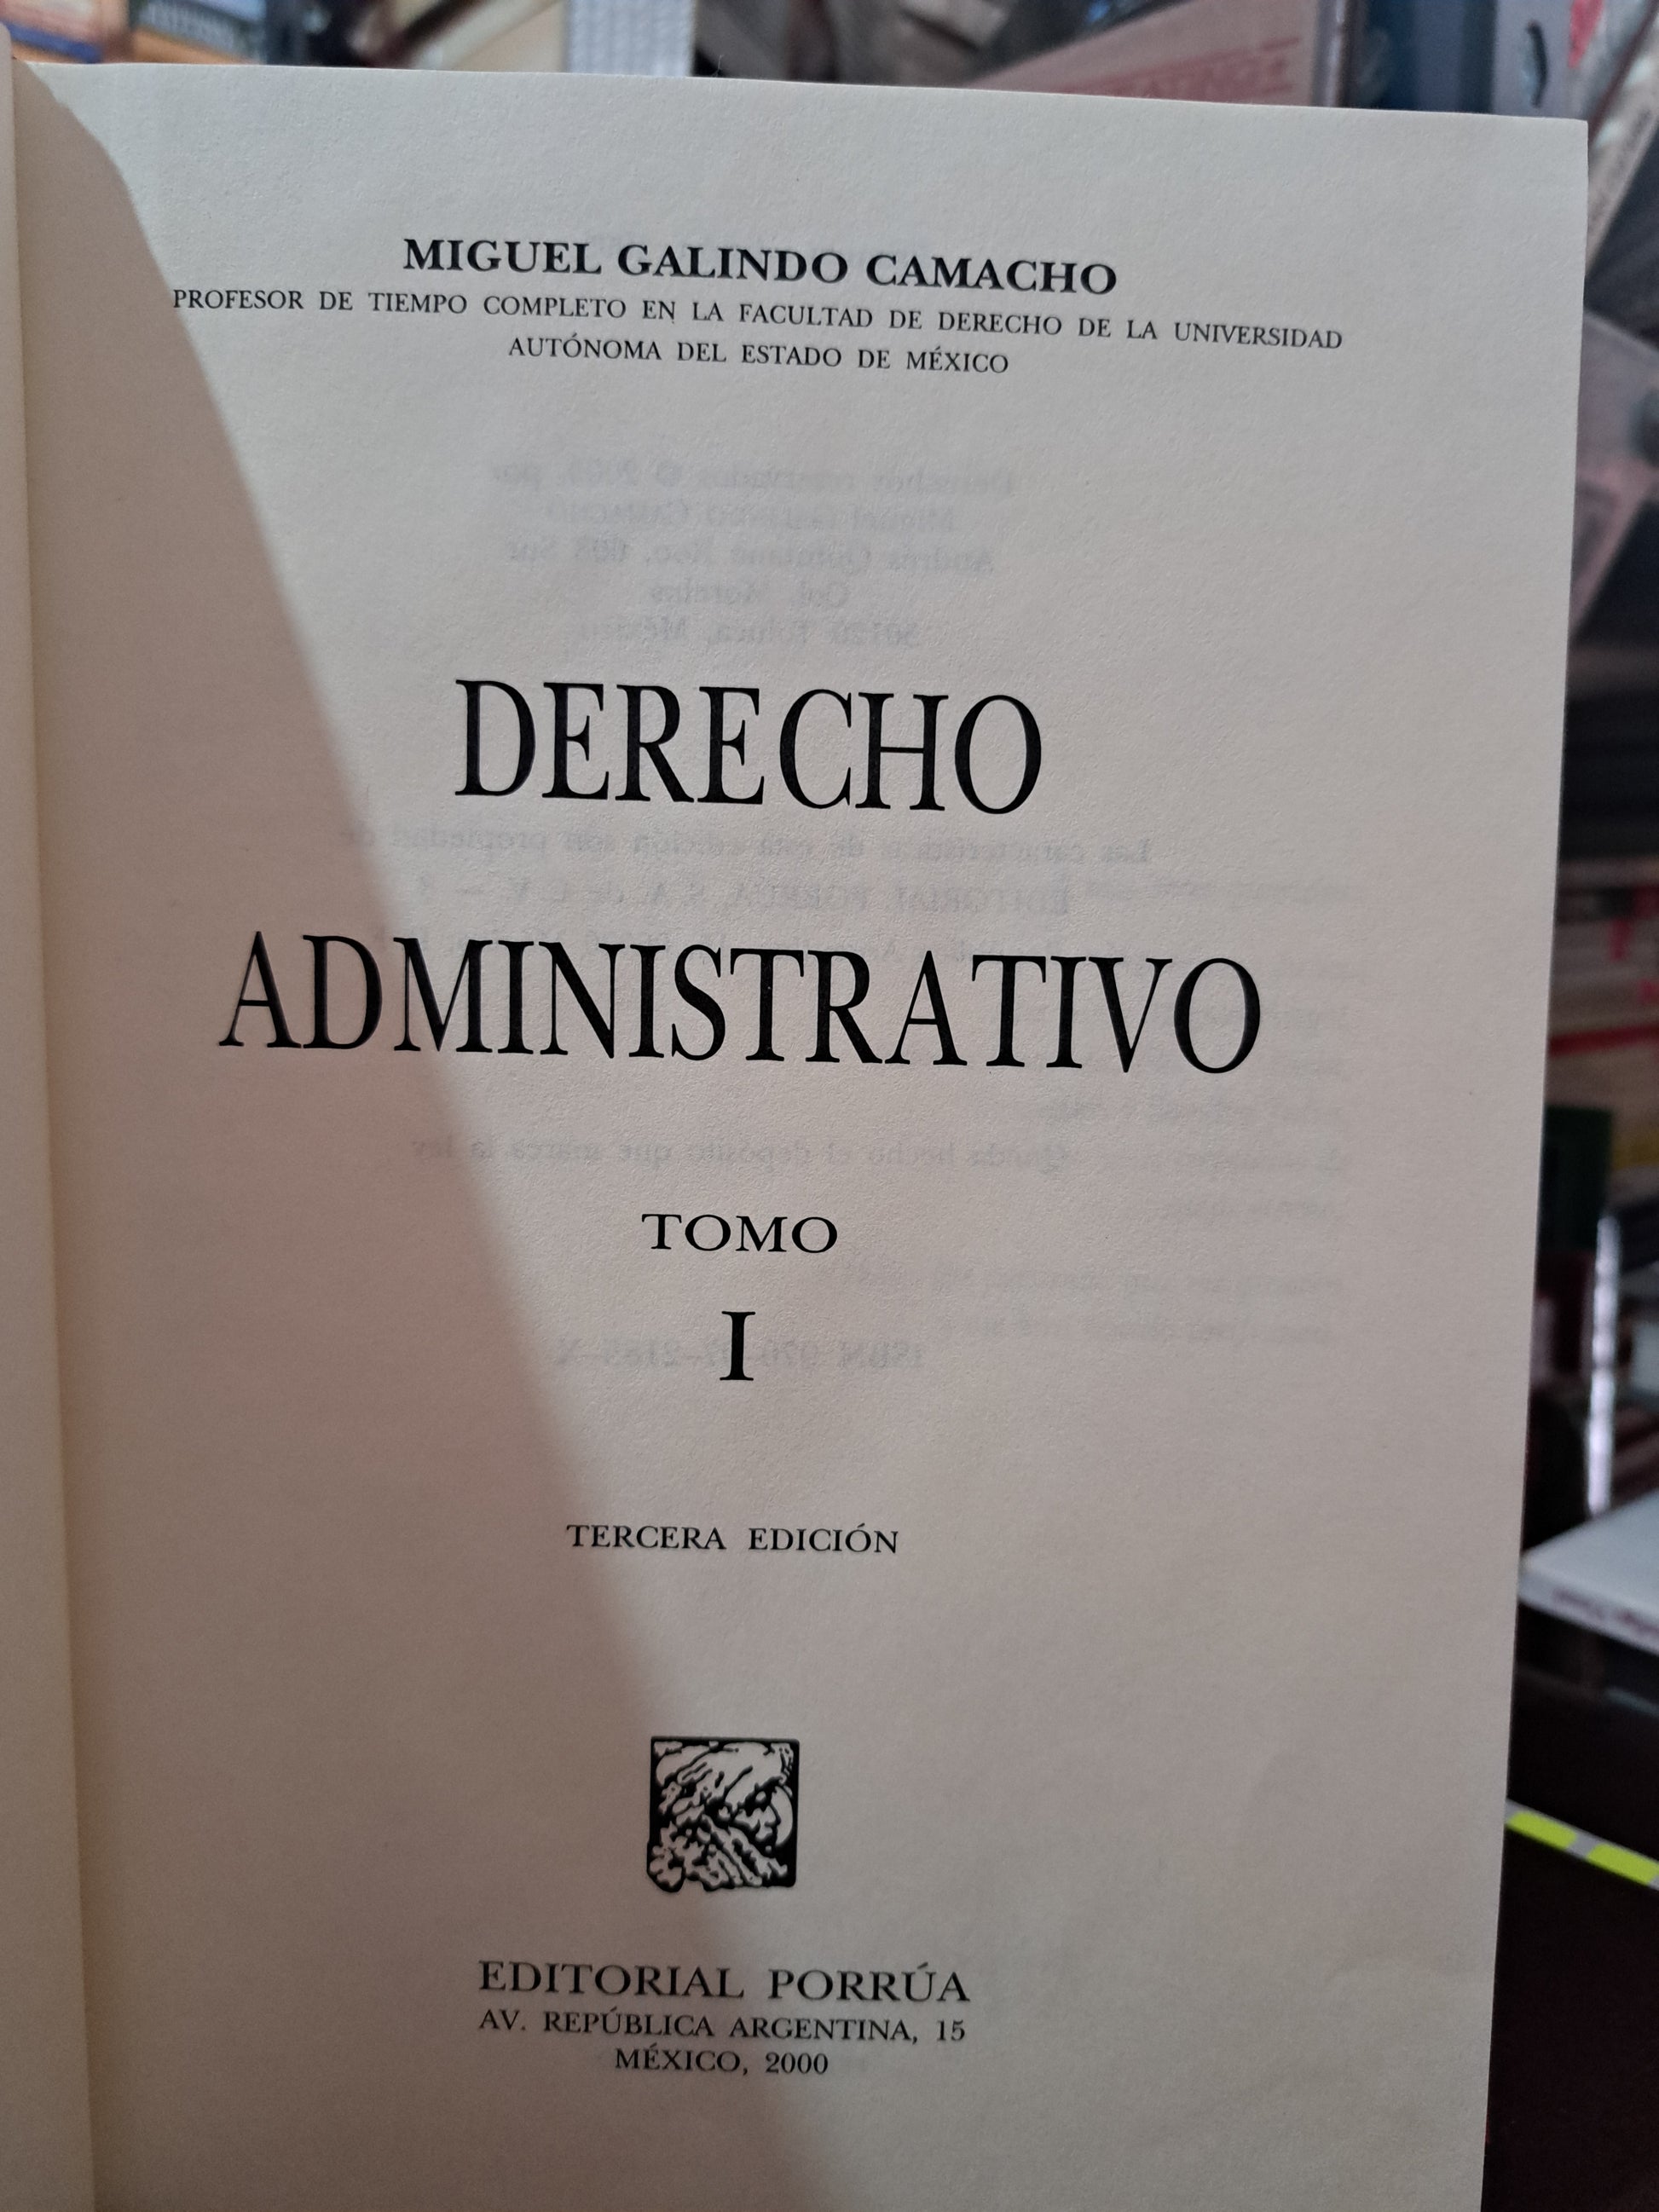 MIGUEL GALINDO CAMACHO
PROFESOR DE TIEMPO COMPLETO EN LA FACULTAD DE DERECHO DE LA UNIVERSIDAD
AUTÓNOMA DEL ESTADO DE MÉXICO
DERECHO
ADMINISTRATIVO
TOMO
I
TERCERA EDICIÓN
EDITORIAL PORRÚA
AV. REPÚBLICA ARGENTINA, 15
MÉXICO, 2000